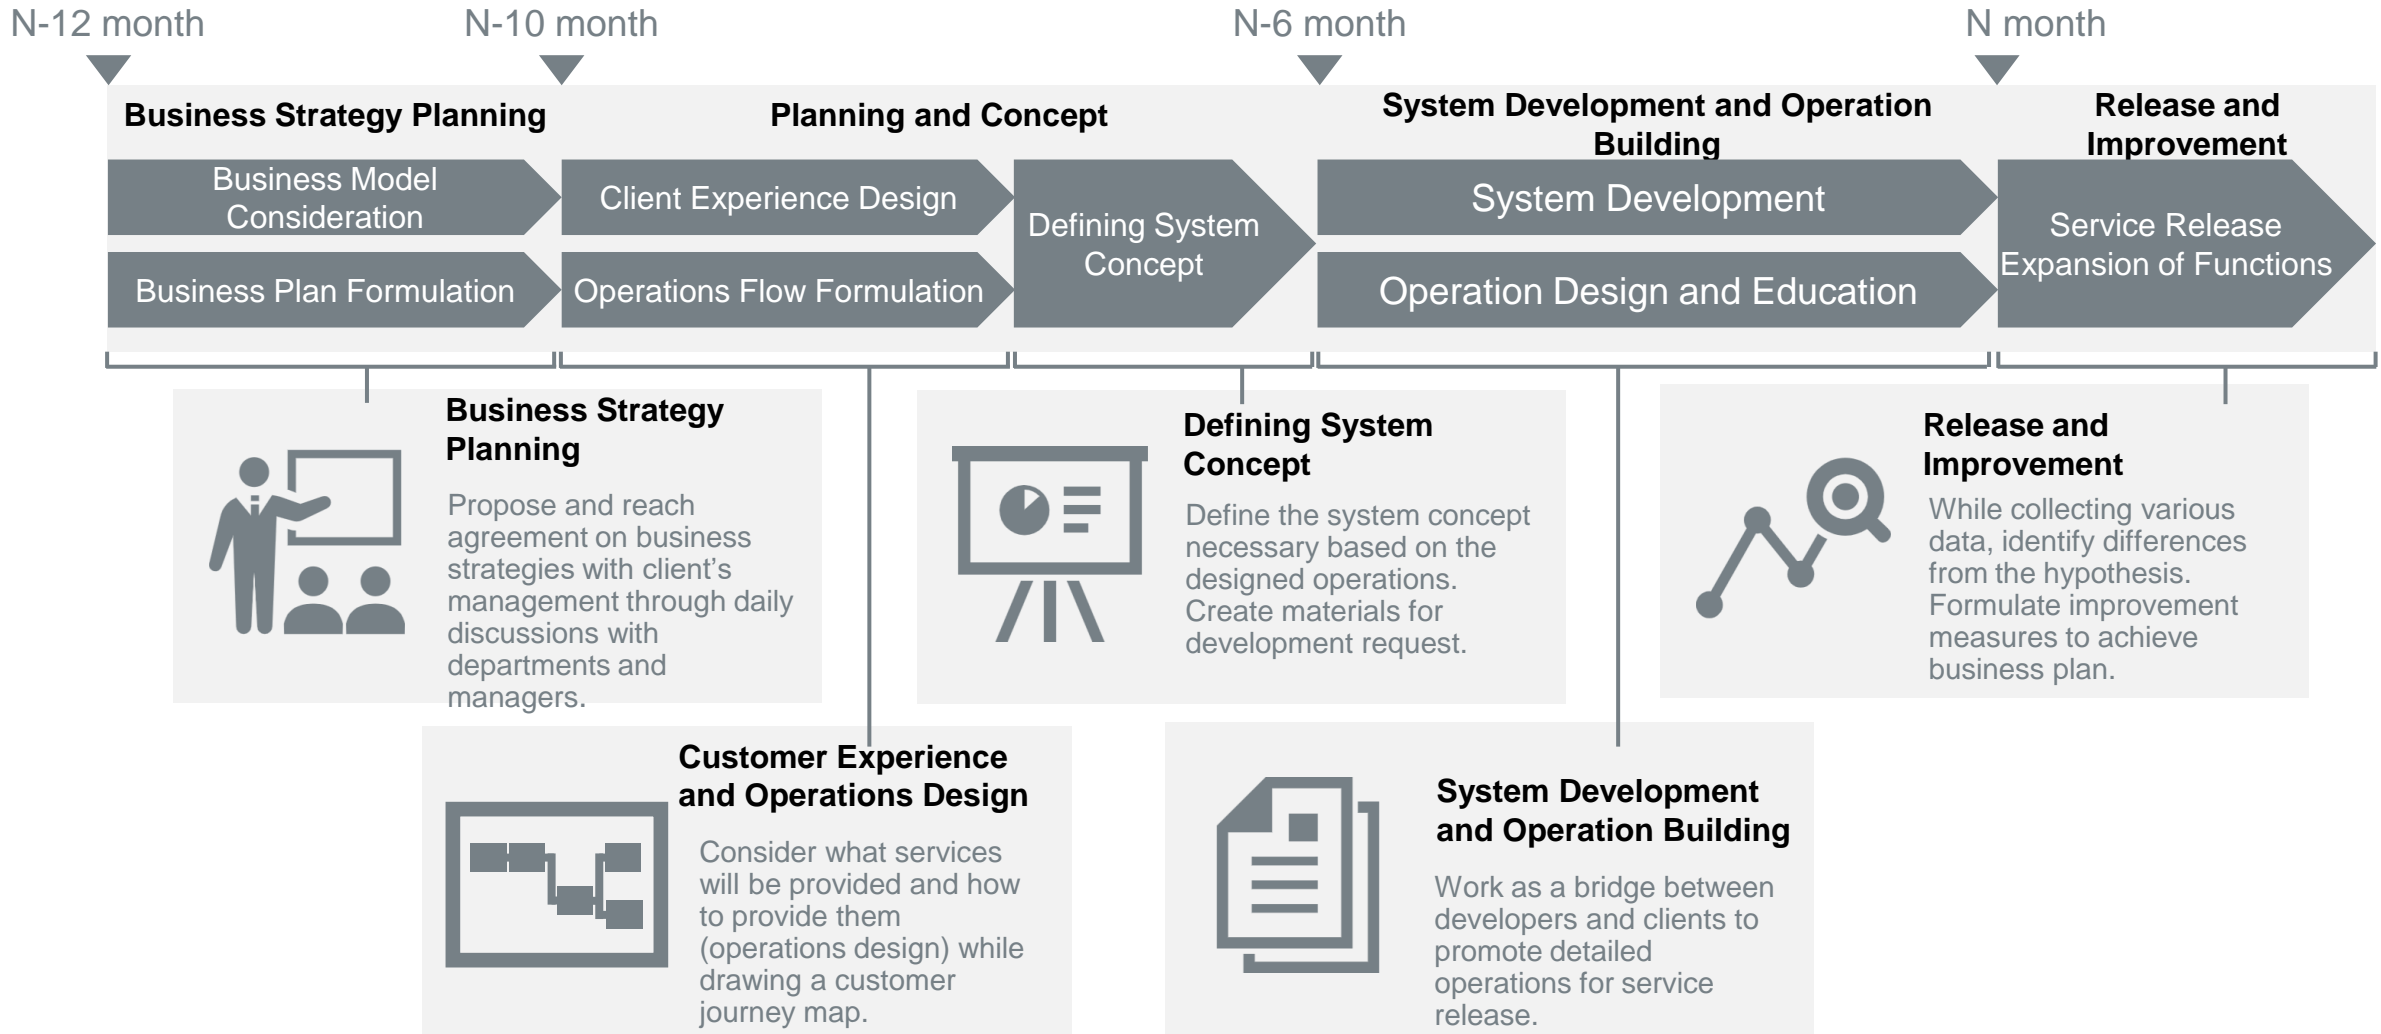 N-12 month
N-10 month
N-6 month
N month
Business Strategy Planning
Planning and Concept
System Development and Operation
Building
Release and
Improvement
Business Model
Consideration
Business Plan Formulation
Client Experience Design
Operations Flow Formulation
Defining System
Concept
System Development
Operation Design and Education
Service Release
Expansion of Functions
Business Strategy
Planning
Propose and reach
agreement on business
strategies with client’s
management through daily
discussions with
departments and
managers.
Customer Experience
and Operations Design
Consider what services
will be provided and how
to provide them
(operations design) while
drawing a customer
journey map.
Defining System
Concept
Define the system concept
necessary based on the
designed operations.
Create materials for
development request.
System Development
and Operation Building
Work as a bridge between
developers and clients to
promote detailed
operations for service
release.
Release and
Improvement
While collecting various
data, identify differences
from the hypothesis.
Formulate improvement
measures to achieve
business plan.